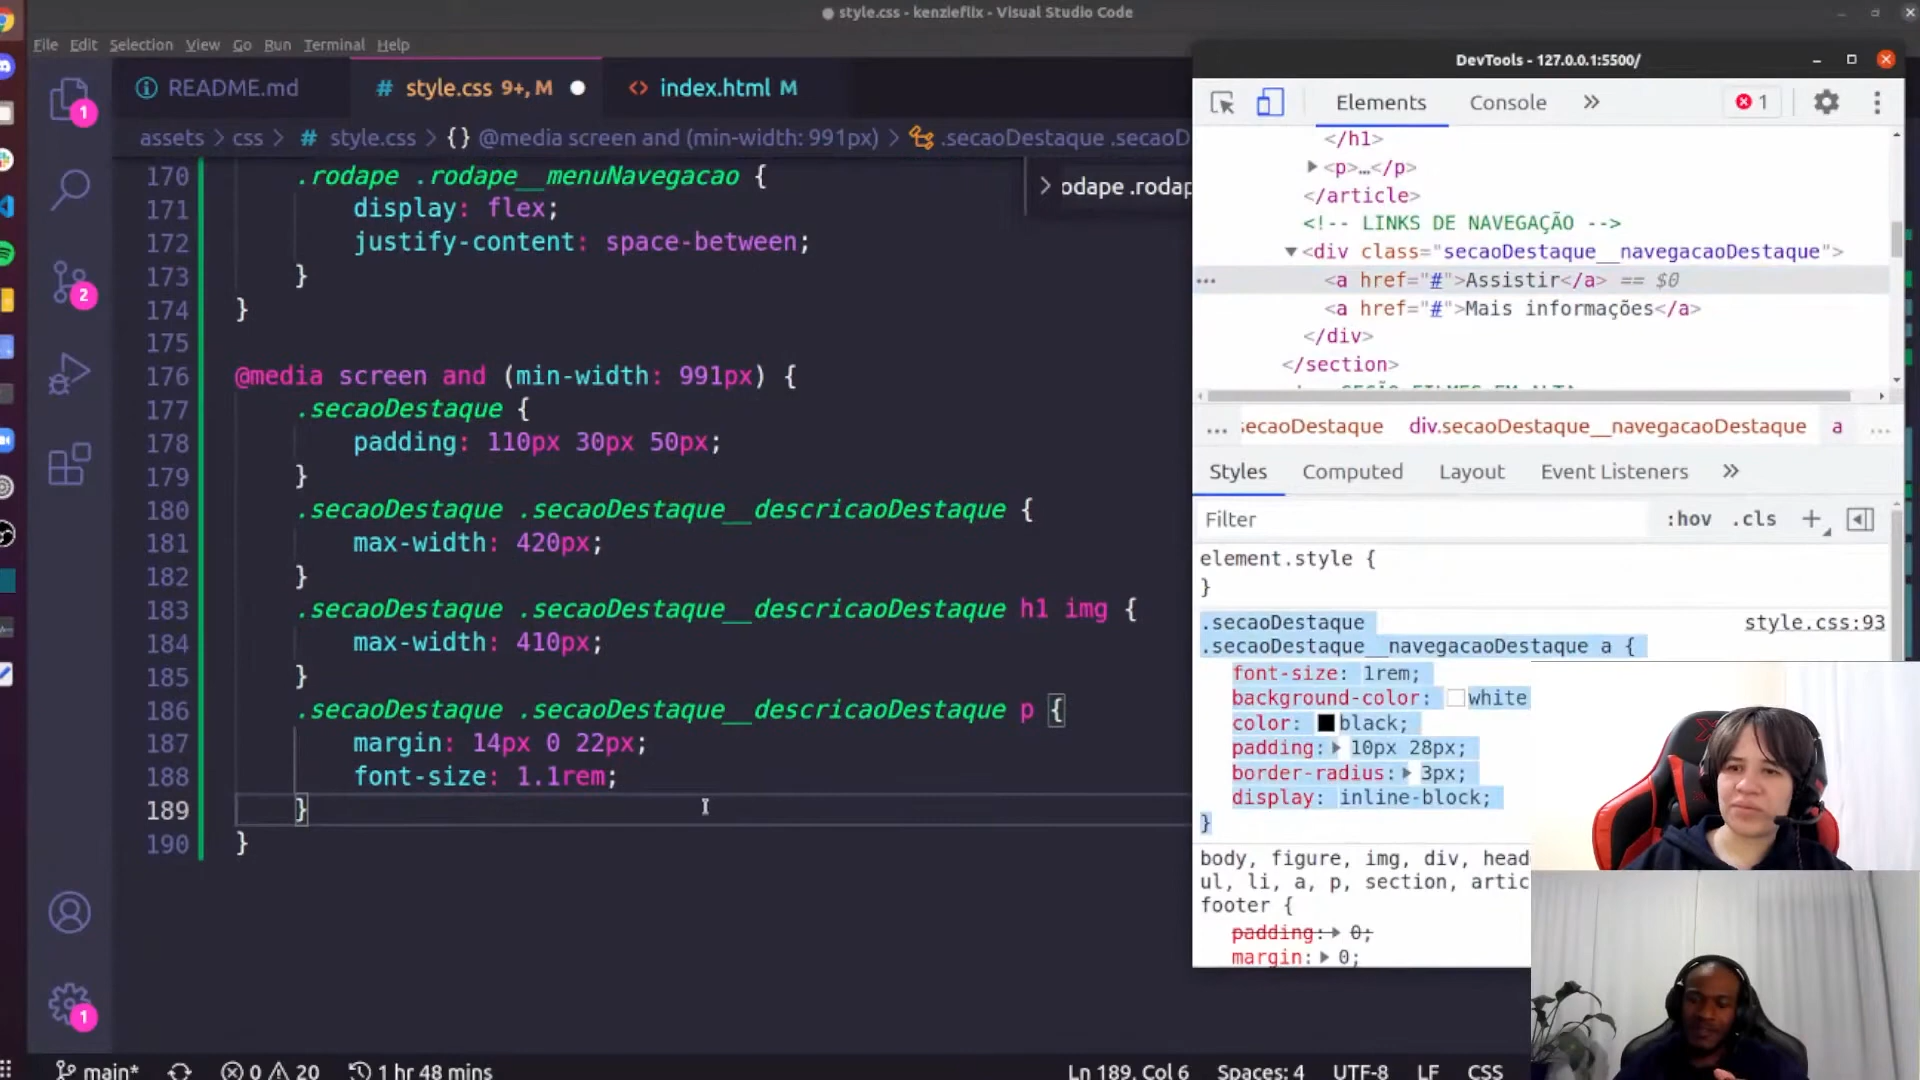 style.css - kenzieflix - Visual Studio Code
File Edit Selection View Go Run Terminal Help
README.md
# style.css 9+, M
<> index.html M
assets > css > # style.css > {} @media screen and (min-width: 991px) > .secaoDestaque .secaoD
170 .rodape .rodape__menuNavegacao {
171 display: flex;
172 justify-content: space-between;
173 }
174 }
175
176 @media screen and (min-width: 991px) {
177 .secaoDestaque {
178 padding: 110px 30px 50px;
179 }
180 .secaoDestaque .secaoDestaque__descricaoDestaque {
181 max-width: 420px;
182 }
183 .secaoDestaque .secaoDestaque__descricaoDestaque h1 img {
184 max-width: 410px;
185 }
186 .secaoDestaque .secaoDestaque__descricaoDestaque p {
187 margin: 14px 0 22px;
188 font-size: 1.1rem;
189 }
190 }
odape .rodap
1
2
1
main* 0 20 1 hr 48 mins
Ln 189, Col 6 Spaces: 4 UTF-8 LF CSS
DevTools - 127.0.0.1:5500/
Elements Console » 1
</h1>
<p>…</p>
</article>
<!-- LINKS DE NAVEGAÇÃO -->
<div class="secaoDestaque__navegacaoDestaque">
<a href="#">Assistir</a> == $0
<a href="#">Mais informações</a>
</div>
</section>
... secaoDestaque div.secaoDestaque__navegacaoDestaque a ...
Styles Computed Layout Event Listeners »
Filter :hov .cls +
element.style {
}
.secaoDestaque style.css:93
.secaoDestaque__navegacaoDestaque a {
font-size: 1rem;
background-color: white
color: black;
padding: 10px 28px;
border-radius: 3px;
display: inline-block;
}
body, figure, img, div, head
ul, li, a, p, section, artic
footer {
padding: 0;
margin: 0;